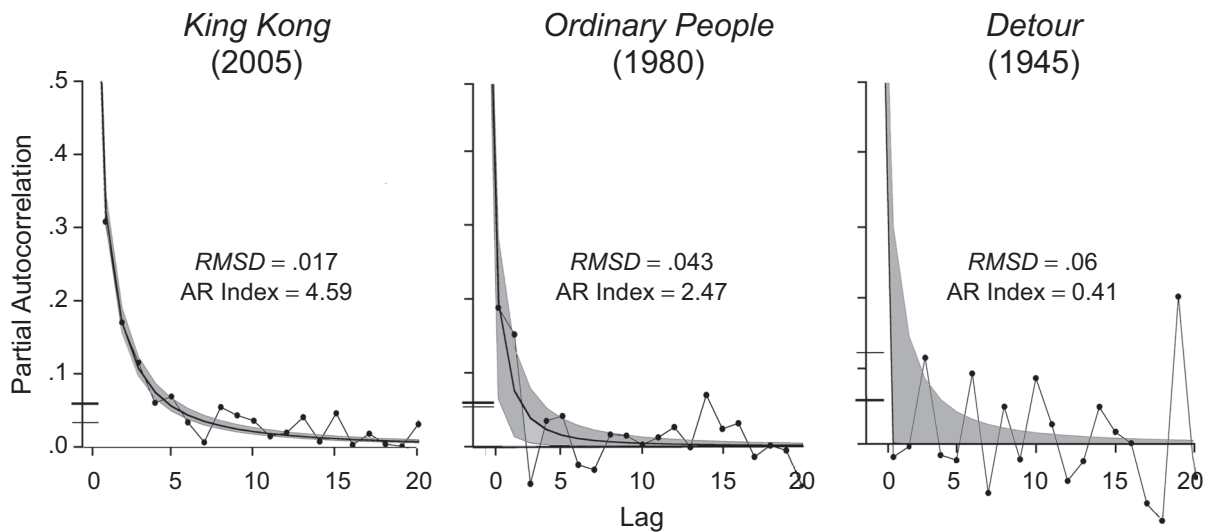 King Kong
(2005)
Ordinary People
(1980)
Detour
(1945)
Partial Autocorrelation
.5
.4
.3
.2
.1
.0
RMSD = .017
AR Index = 4.59
RMSD = .043
AR Index = 2.47
RMSD = .06
AR Index = 0.41
0 5 10 15 20
0 5 10 15 20
0 5 10 15 20
Lag